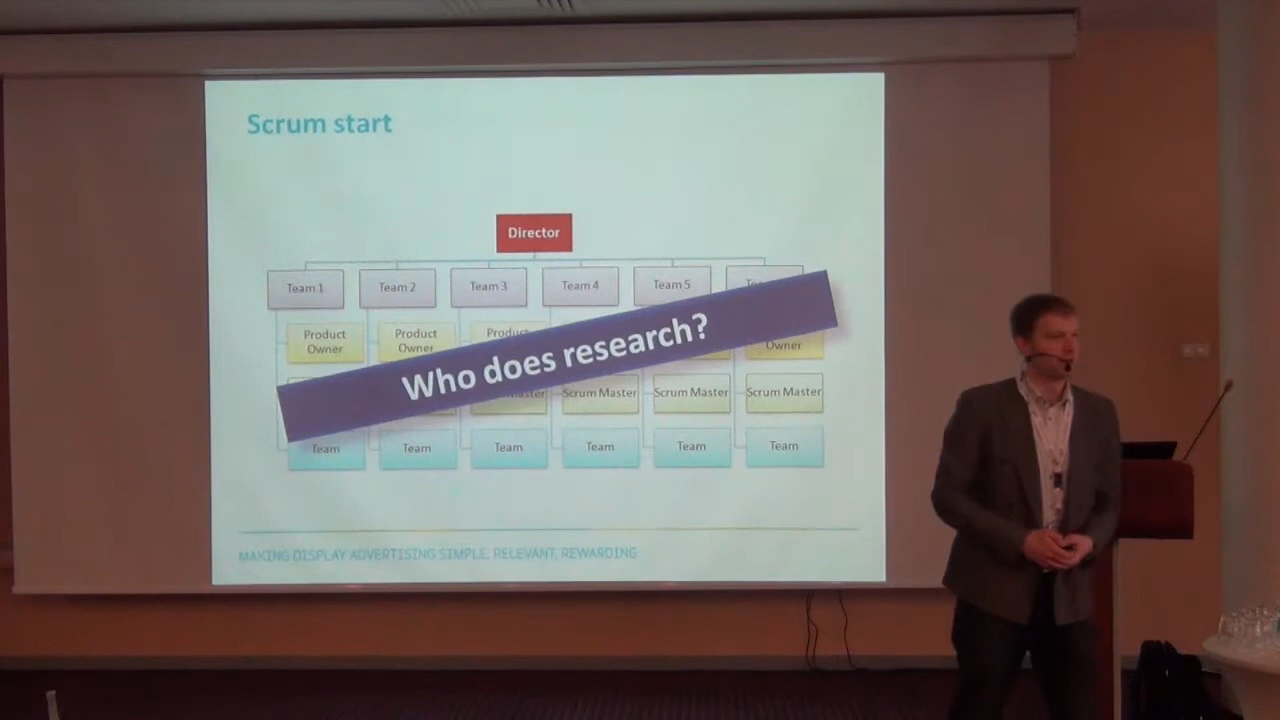 Scrum start
Director
Team 1 Team 2 Team 3 Team 4 Team 5
Product Owner
Product Owner
Owner
Who does research?
Scrum Master Scrum Master Scrum Master
Team Team Team Team Team Team
MAKING DISPLAY ADVERTISING SIMPLE, RELEVANT, REWARDING